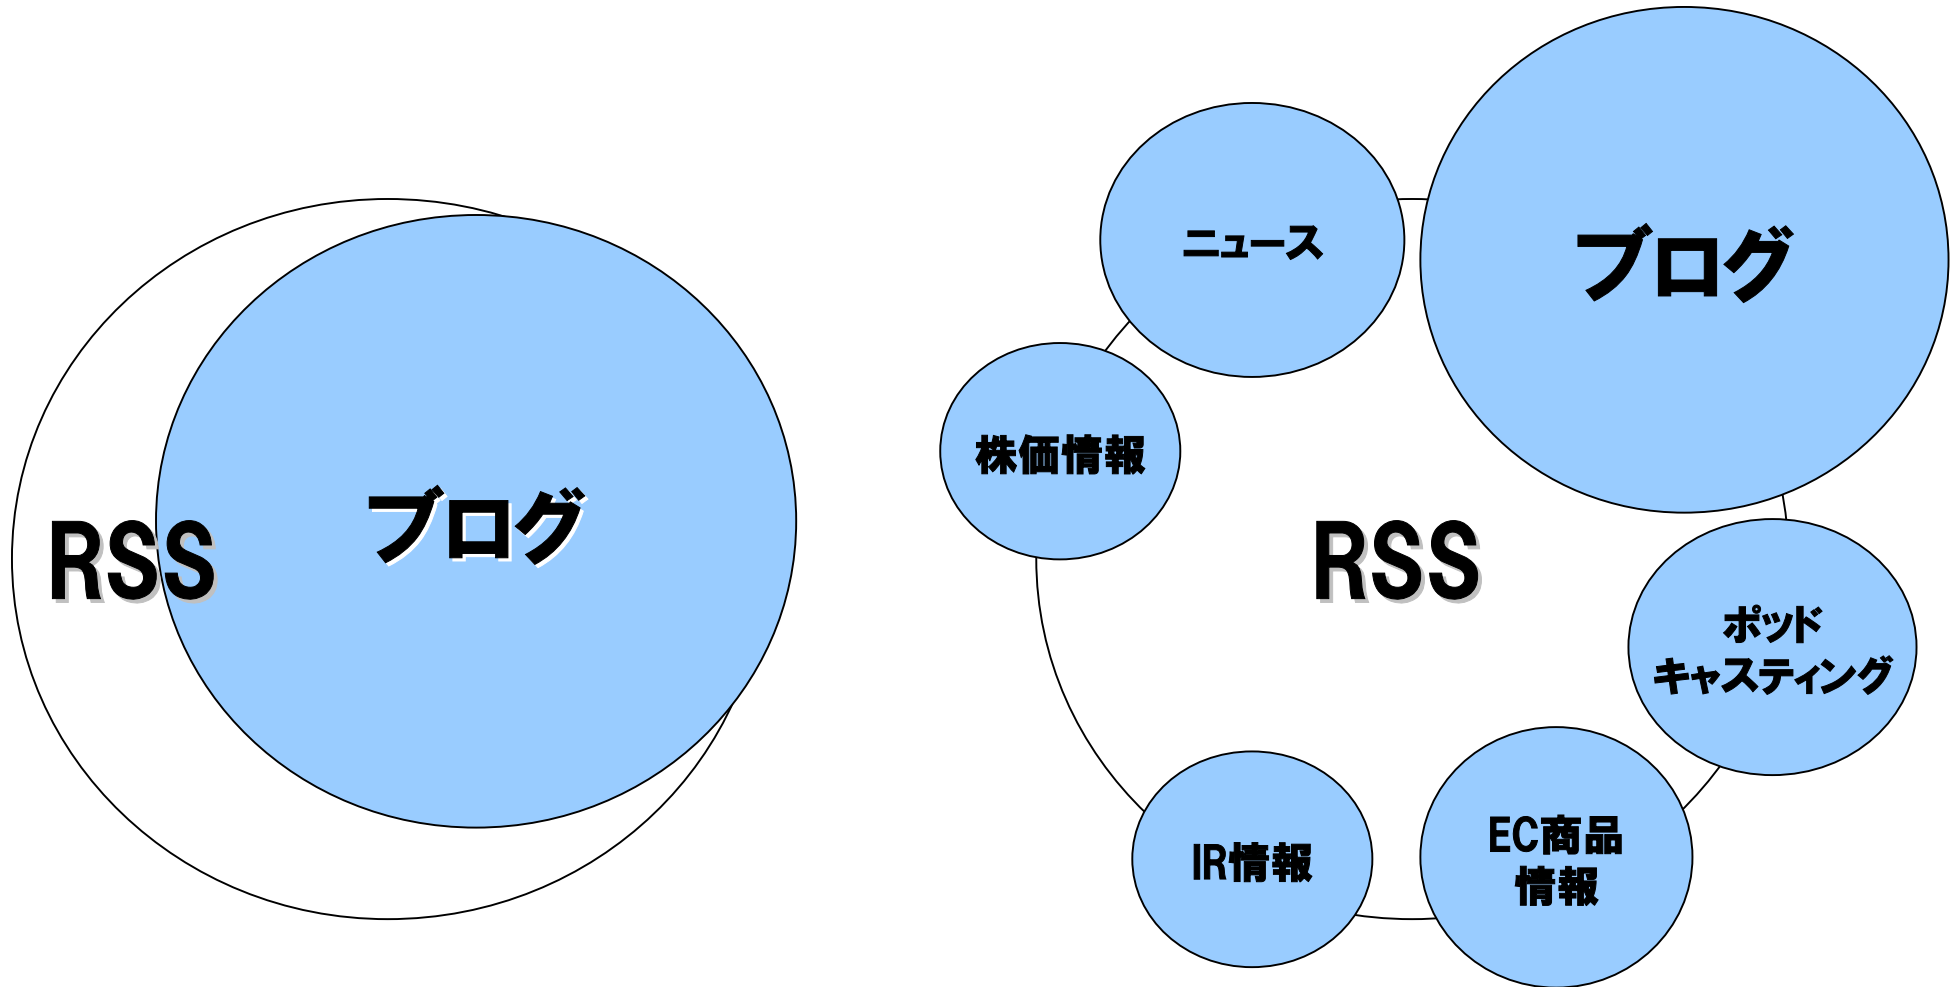 RSS
ブログ
ニュース
ブログ
株価情報
RSS
ポッド
キャスティング
IR情報
EC商品
情報